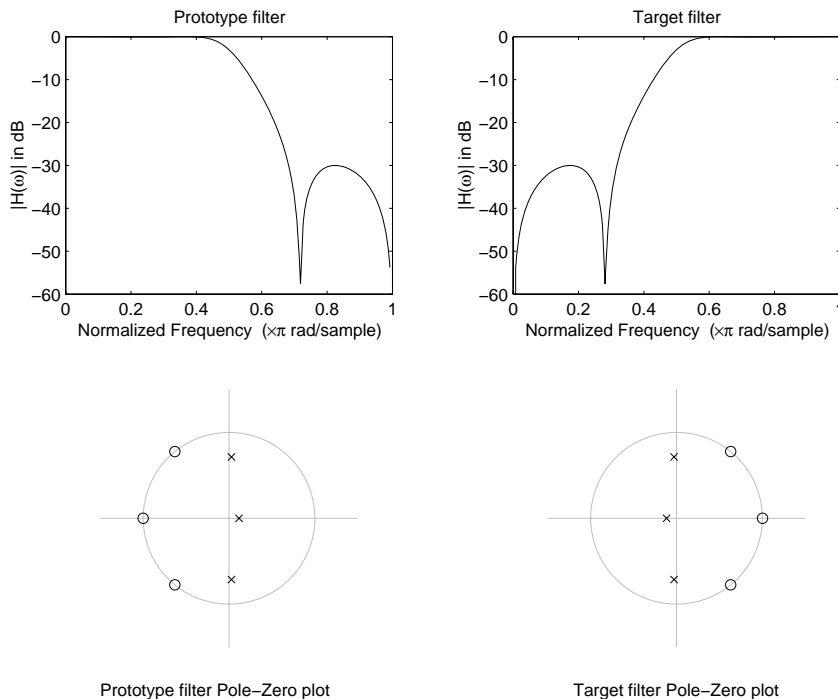 Prototype filter
0
−10
−20
−30
−40
−50
−60
|H(ω)| in dB
0 0.2 0.4 0.6 0.8 1
Normalized Frequency (×π rad/sample)
Target filter
0
−10
−20
−30
−40
−50
−60
|H(ω)| in dB
0 0.2 0.4 0.6 0.8 1
Normalized Frequency (×π rad/sample)
Prototype filter Pole−Zero plot
Target filter Pole−Zero plot